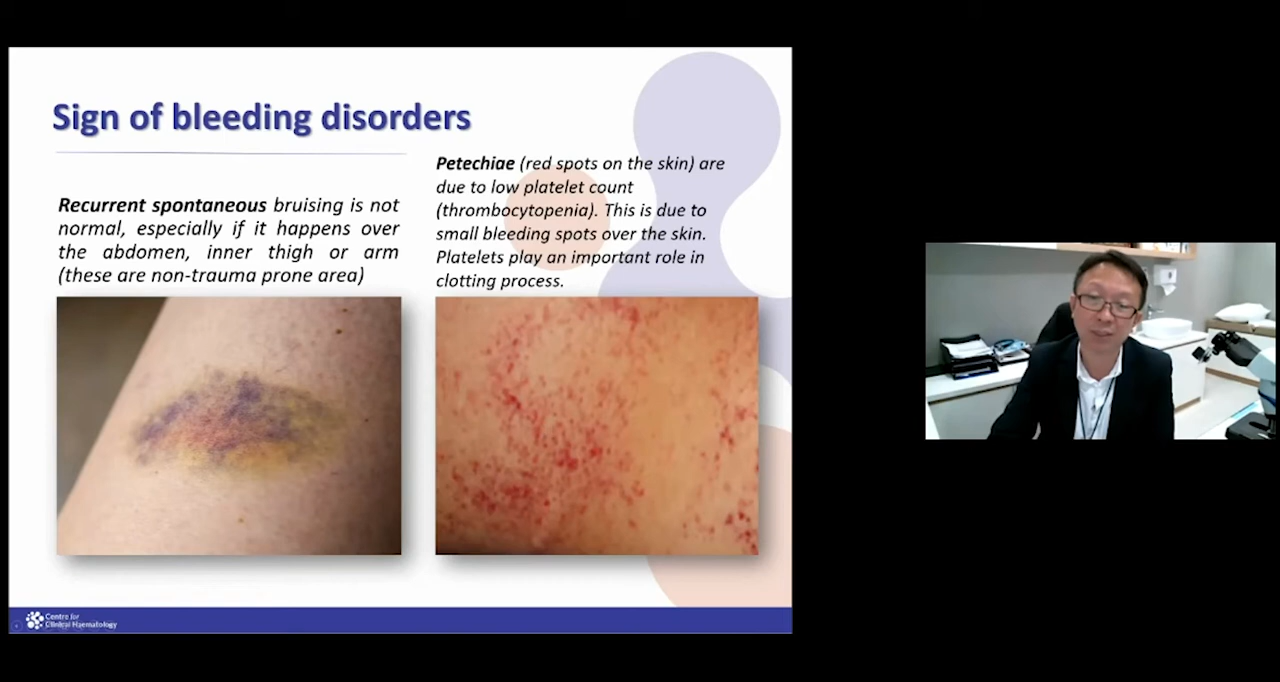 Sign of bleeding disorders
Recurrent spontaneous bruising is not
normal, especially if it happens over
the abdomen, inner thigh or arm
(these are non-trauma prone area)
Petechiae (red spots on the skin) are
due to low platelet count
(thrombocytopenia). This is due to
small bleeding spots over the skin.
Platelets play an important role in
clotting process.
Centre for
Clinical Haematology